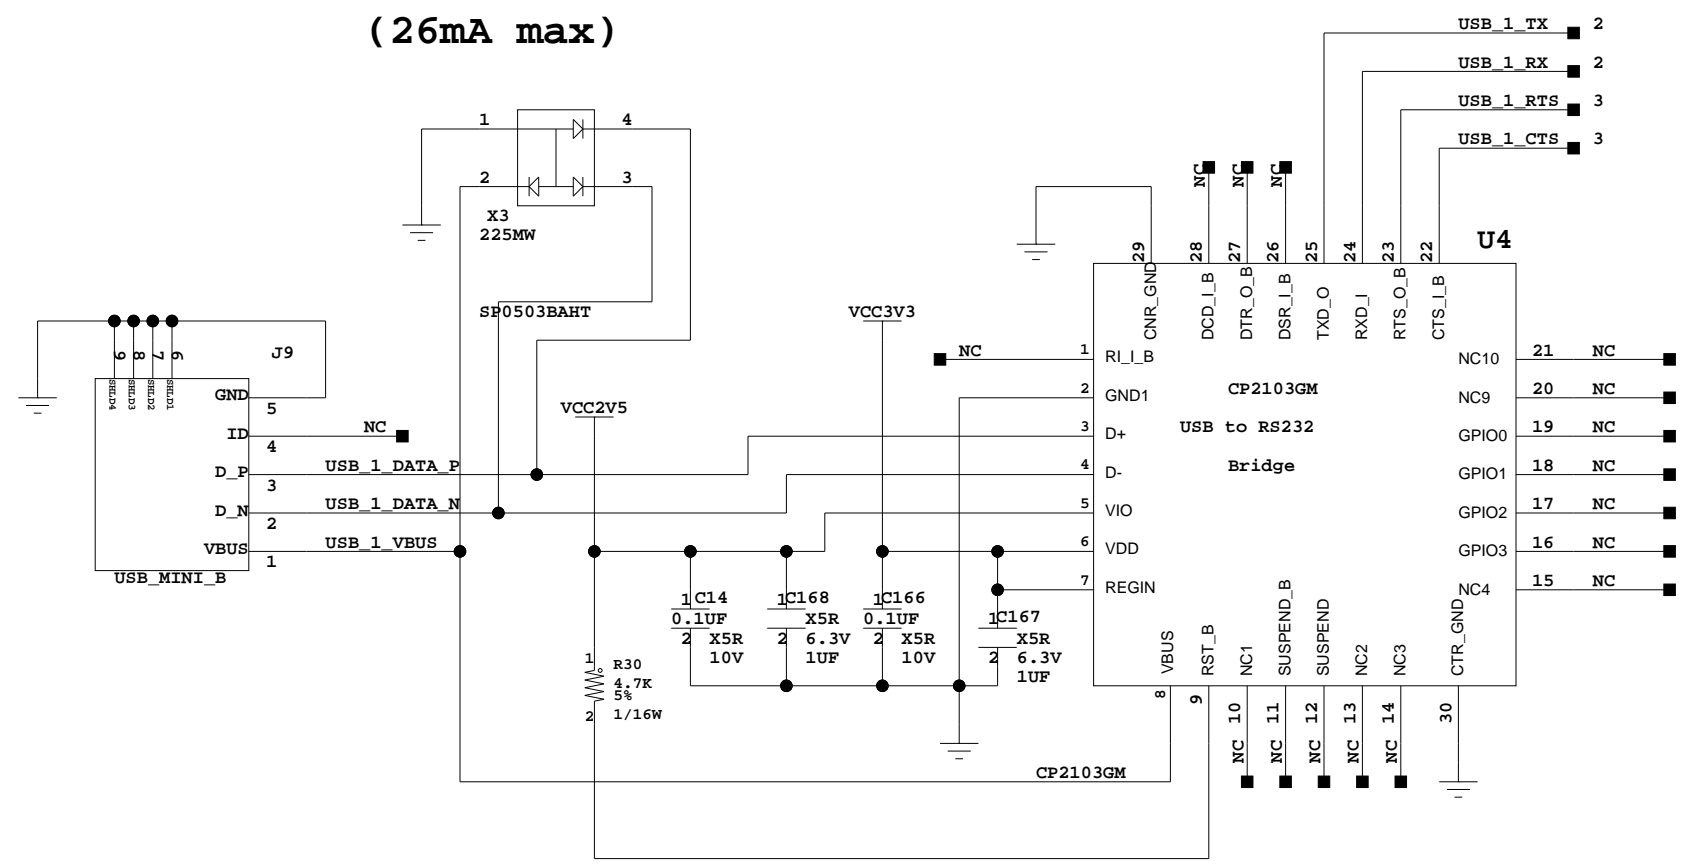 (26mA max)
USB_1_TX 2
USB_1_RX 2
USB_1_RTS 3
USB_1_CTS 3
1 4
2 3
X3
225MW
SP0503BAHT
NC NC NC
29 28 27 26 25 24 23 22
U4
CNR_GND DCD_I_B DTR_O_B DSR_I_B TXD_O RXD_I RTS_O_B CTS_I_B
J9
9 8 7 6
SHLD4 SHLD3 SHLD2 SHLD1
GND 5
ID 4 NC
D_P 3 USB_1_DATA_P
D_N 2 USB_1_DATA_N
VBUS 1 USB_1_VBUS
USB_MINI_B
VCC2V5
VCC3V3
NC 1 RI_I_B
2 GND1
3 D+
4 D-
5 VIO
6 VDD
7 REGIN
CP2103GM
USB to RS232
Bridge
NC10 21 NC
NC9 20 NC
GPIO0 19 NC
GPIO1 18 NC
GPIO2 17 NC
GPIO3 16 NC
NC4 15 NC
1 C14
0.1UF
2 X5R
10V
1 C168
X5R
2 6.3V
1UF
1 C166
0.1UF
2 X5R
10V
1 C167
X5R
2 6.3V
1UF
1 R30
4.7K
5%
2 1/16W
VBUS RST_B NC1 SUSPEND_B SUSPEND NC2 NC3 CTR_GND
8 9 10 11 12 13 14 30
NC NC NC NC NC
CP2103GM